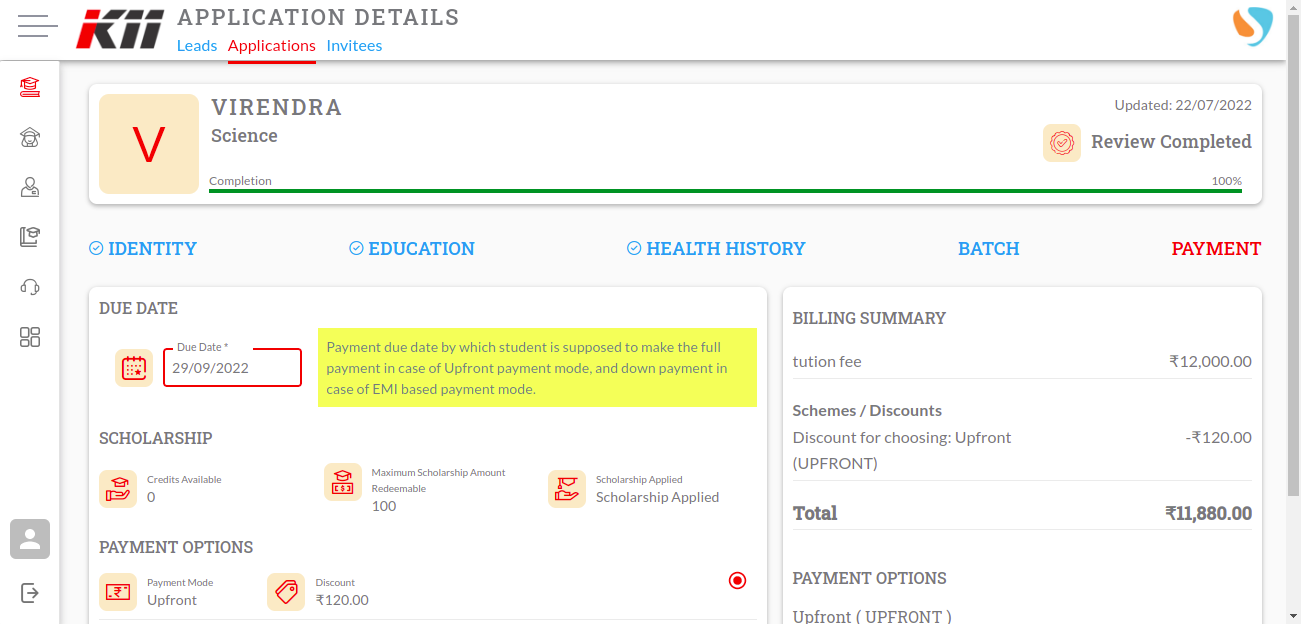 KII APPLICATION DETAILS
Leads Applications Invitees
V
VIRENDRA
Science
Updated: 22/07/2022
Review Completed
Completion 100%
IDENTITY EDUCATION HEALTH HISTORY BATCH PAYMENT
DUE DATE
Due Date *
29/09/2022
Payment due date by which student is supposed to make the full
payment in case of Upfront payment mode, and down payment in
case of EMI based payment mode.
SCHOLARSHIP
Credits Available
0
Maximum Scholarship Amount
Redeemable
100
Scholarship Applied
Scholarship Applied
PAYMENT OPTIONS
Payment Mode
Upfront
Discount
₹120.00
BILLING SUMMARY
tution fee ₹12,000.00
Schemes / Discounts
Discount for choosing: Upfront -₹120.00
(UPFRONT)
Total ₹11,880.00
PAYMENT OPTIONS
Upfront ( UPFRONT )